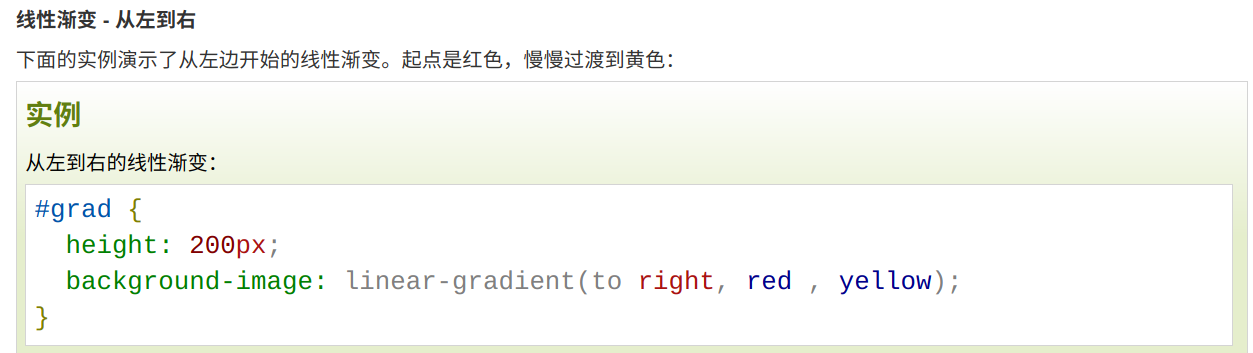 线性渐变 - 从左到右
下面的实例演示了从左边开始的线性渐变。起点是红色，慢慢过渡到黄色：
实例
从左到右的线性渐变：
#grad {
  height: 200px;
  background-image: linear-gradient(to right, red , yellow);
}